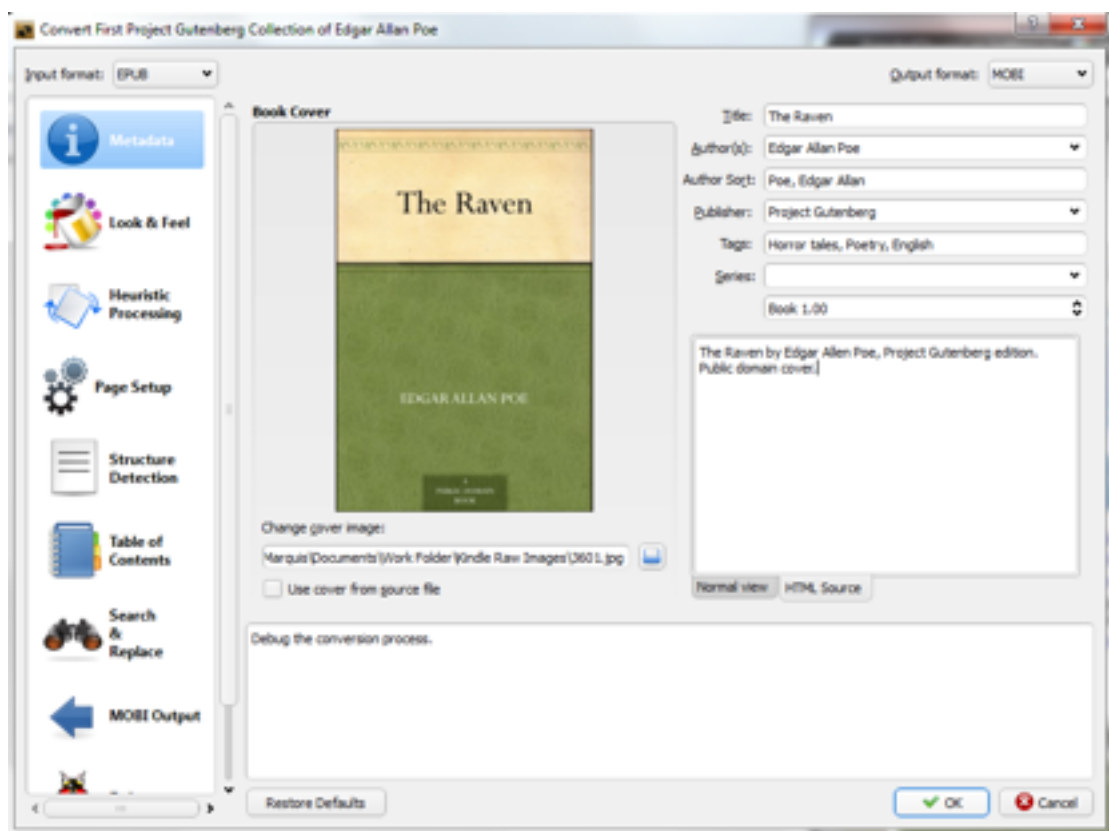 Convert First Project Gutenberg Collection of Edgar Allan Poe
Input format: EPUB
Output format: MOBI
Metadata
Look & Feel
Heuristic
Processing
Page Setup
Structure
Detection
Table of
Contents
Search
&
Replace
MOBI Output
Book Cover
The Raven
EDGAR ALLAN POE
A
PUBLIC DOMAIN
BOOK
Change cover image:
Marquis\Documents\Work Folder\Kindle Raw Images\3601.jpg
Use cover from source file
Title: The Raven
Author(s): Edgar Allan Poe
Author Sort: Poe, Edgar Allan
Publisher: Project Gutenberg
Tags: Horror tales, Poetry, English
Series:
Book 1.00
The Raven by Edgar Allen Poe, Project Gutenberg edition.
Public domain cover.
Normal view HTML Source
Debug the conversion process.
Restore Defaults
OK
Cancel